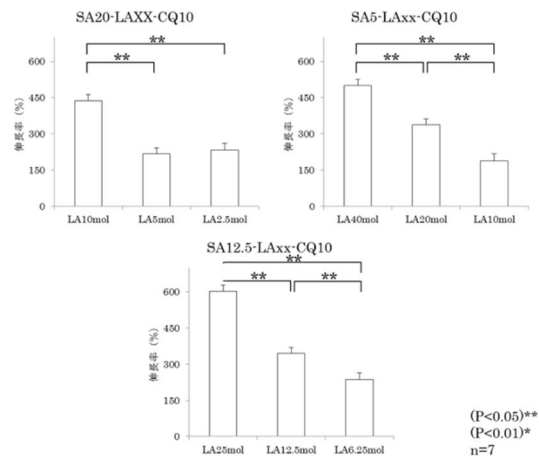 SA20-LAXX-CQ10
**
**
600
450
300
150
0
伸長率 (%)
LA10mol LA5mol LA2.5mol
SA5-LAxx-CQ10
**
** **
600
450
300
150
0
伸長率 (%)
LA40mol LA20mol LA10mol
SA12.5-LAxx-CQ10
**
** **
600
450
300
150
0
伸長率 (%)
LA25mol LA12.5mol LA6.25mol
(P<0.05)**
(P<0.01)*
n=7